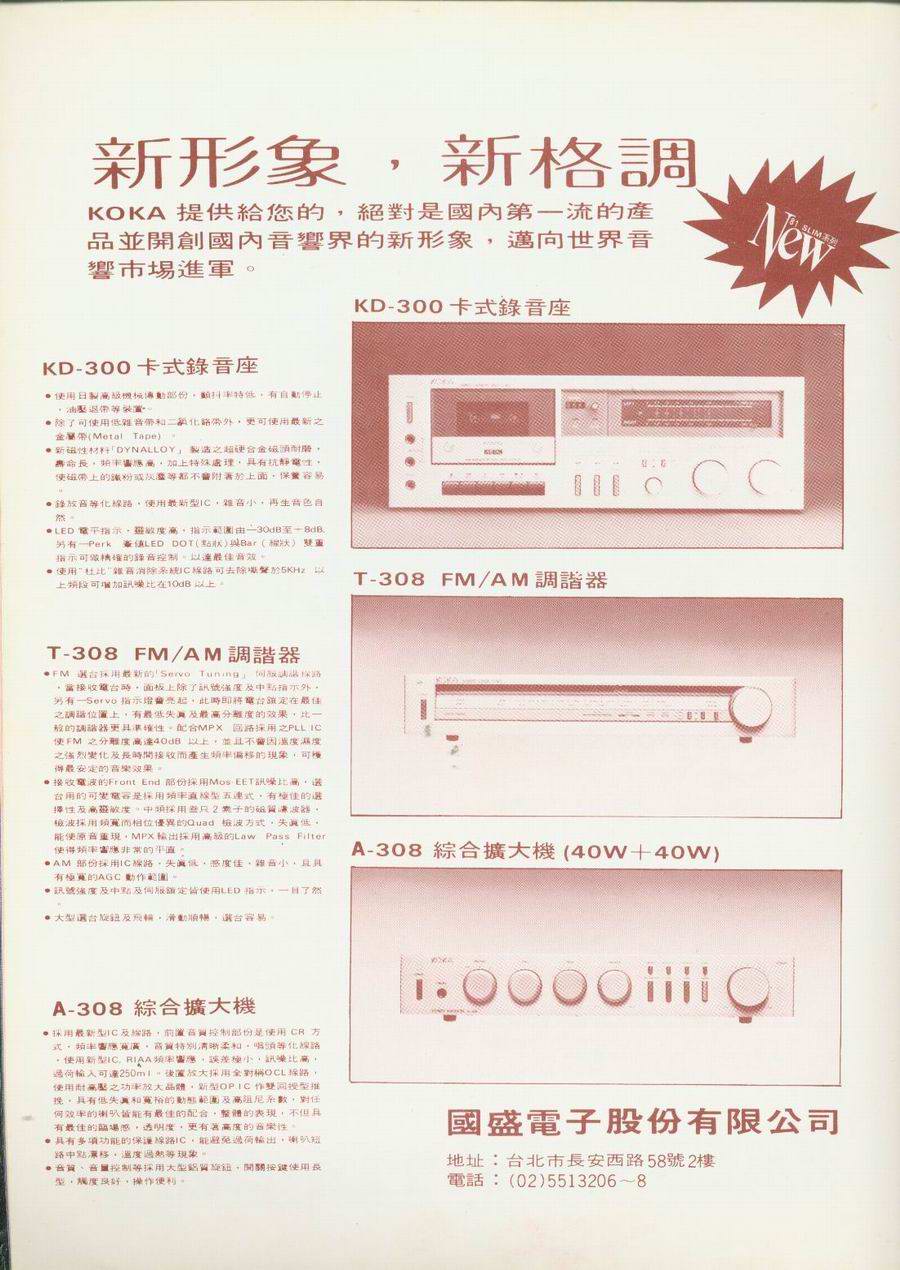 新形象，新格調
KOKA 提供給您的，絕對是國內第一流的產
品並開創國內音響界的新形象，邁向世界音
響市場進軍。
'81 SLIM系列
New
KD-300 卡式錄音座
KD-300 卡式錄音座
●使用日製高級機械傳動部份，顫抖率特低，有自動停止
，油壓退帶等裝置。
●除了可使用低雜音帶和二鉻化路帶外，更可使用最新之
金屬帶(Metal Tape) 。
●新磁性材料「DYNALLOY」製造之超硬合金磁頭耐磨，
壽命長，頻率響應高，加上特殊處理，具有抗靜電性，
使磁帶上的鐵粉或灰塵等都不會附著於上面，保養容易
。
●錄放音等化線路，使用最新型IC，雜音小，再生音色自
然。
●LED 電平指示，靈敏度高，指示範圍由－30dB至＋8dB,
另有一Perk 峯值LED DOT(點狀)與Bar（線狀）雙重
指示可做精確的錄音控制。以達最佳音效。
●使用"杜比"雜音消除系統IC線路可去除噪聲於5KHz 以
上頻段可增加訊噪比在10dB 以上。
T-308 FM/AM 調諧器
T-308 FM/AM 調諧器
●FM 選台採用最新的「Servo Tuning」伺服調諧線路
，當接收電台時，面板上除了訊號強度及中點指示外，
另有一Servo 指示燈會亮起，此時即將電台鎖定在最佳
之調諧位置上，有最低失真及最高分離度的效果，比一
般的調諧器更具準確性。配合MPX 回路採用之PLL IC
使FM 之分離度高達40dB 以上，並且不會因溫度濕度
之強烈變化及長時間接收而產生頻率偏移的現象，可獲
得最安定的音樂效果。
●接收電波的Front End 部份採用Mos-EET訊噪比高，選
台用的可變電容是採用頻率直線型五連式，有極佳的選
擇性及高靈敏度。中頻採用叁只２素子的磁質濾波器，
檢波採用頻寬而相位優異的Quad 檢波方式，失真低，
能使原音重現，MPX輸出採用高級的Law Pass Filter
使得頻率響應非常的平直。
●AM 部份採用IC線路，失真低、感度佳、雜音小，且具
有極寬的AGC 動作範圍。
●訊號強度及中點及伺服鎖定皆使用LED 指示，一目了然
。
●大型選台旋鈕及飛輪，滑動順暢，選台容易。
A-308 綜合擴大機 (40W＋40W)
A-308 綜合擴大機
●採用最新型IC及線路，前置音質控制部份是使用 CR 方
式，頻率響應寬廣，音質特別清晰柔和，唱頭等化線路
，使用新型IC, RIAA頻率響應，誤差極小，訊噪比高，
過荷輸入可達250ml。後置放大採用全對稱OCL線路，
使用耐高壓之功率放大晶體，新型OP.IC 作雙回授型推
挽，具有低失真和寬裕的動態範圍及高阻尼系數，對任
何效率的喇叭皆能有最佳的配合，整體的表現，不但具
有最佳的臨場感，透明度，更有著高度的音樂性。
●具有多項功能的保護線路IC，能避免過荷輸出，喇叭短
路中點漂移，溫度過熱等現象。
●音質、音量控制等採用大型鋁質旋鈕，開關按鍵使用長
型，觸度良好，操作便利。
國盛電子股份有限公司
地址：台北市長安西路58號2樓
電話：(02)5513206～8